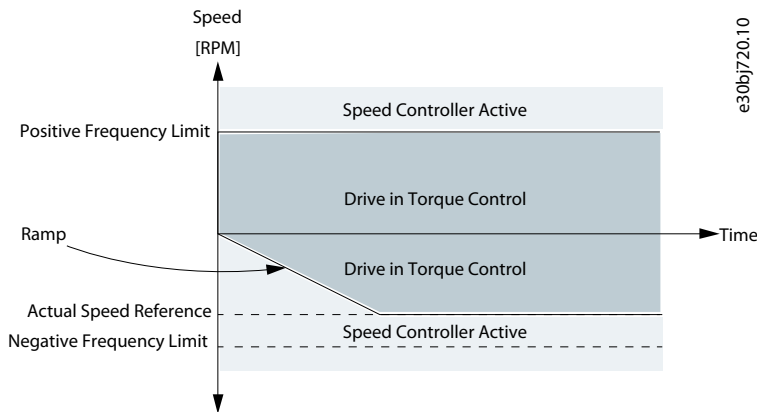 Speed
[RPM]
e30bj720.10
Speed Controller Active
Positive Frequency Limit
Drive in Torque Control
Ramp
Time
Drive in Torque Control
Actual Speed Reference
Speed Controller Active
Negative Frequency Limit